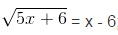 √5x + 6 = x - 6